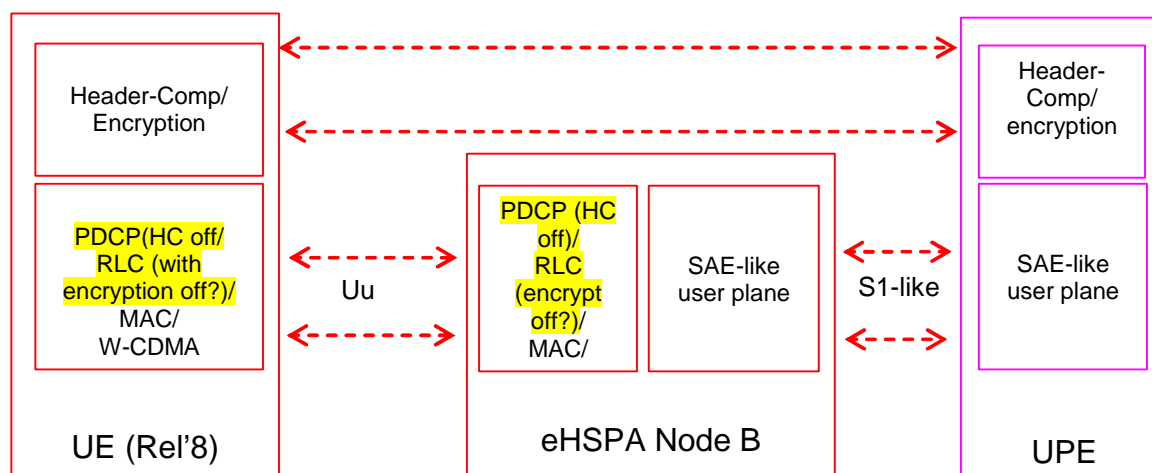 Header-Comp/
Encryption
PDCP(HC off/
RLC (with
encryption off?)/
MAC/
W-CDMA
UE (Rel’8)
Uu
PDCP (HC
off)/
RLC
(encrypt
off?)/
MAC/
SAE-like
user plane
eHSPA Node B
S1-like
Header-
Comp/
encryption
SAE-like
user plane
UPE